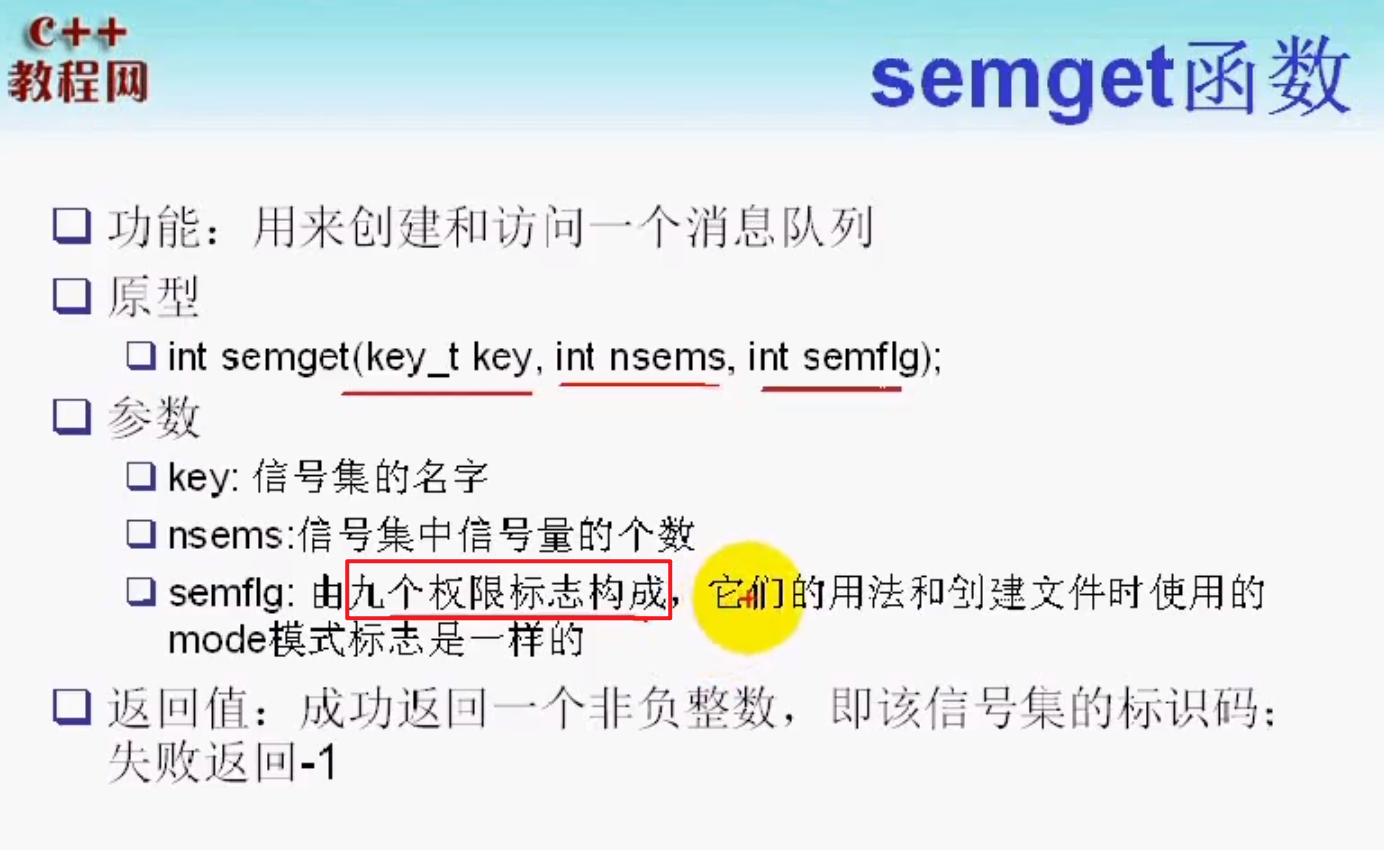 C++
教程网
semget函数
功能：用来创建和访问一个消息队列
原型
int semget(key_t key, int nsems, int semflg);
参数
key: 信号集的名字
nsems:信号集中信号量的个数
semflg: 由九个权限标志构成，它们的用法和创建文件时使用的
mode模式标志是一样的
返回值：成功返回一个非负整数，即该信号集的标识码；
失败返回-1